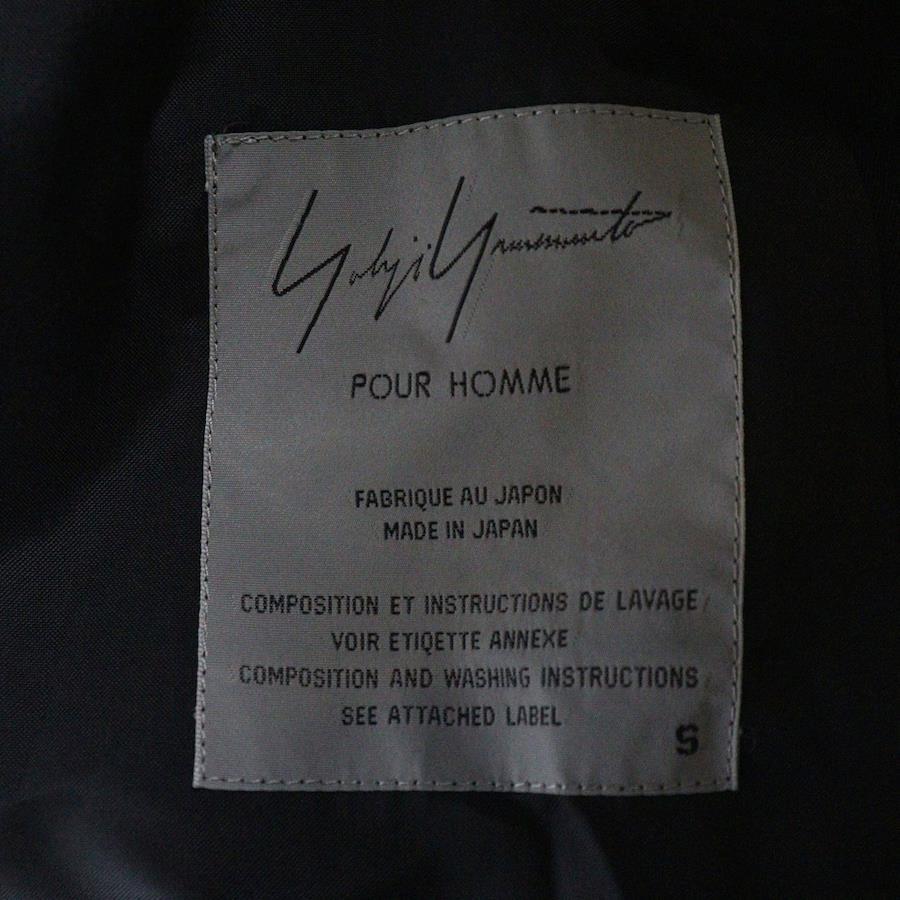 Yohji Yamamoto
POUR HOMME
FABRIQUE AU JAPON
MADE IN JAPAN
COMPOSITION ET INSTRUCTIONS DE LAVAGE
VOIR ETIQETTE ANNEXE
COMPOSITION AND WASHING INSTRUCTIONS
SEE ATTACHED LABEL
S